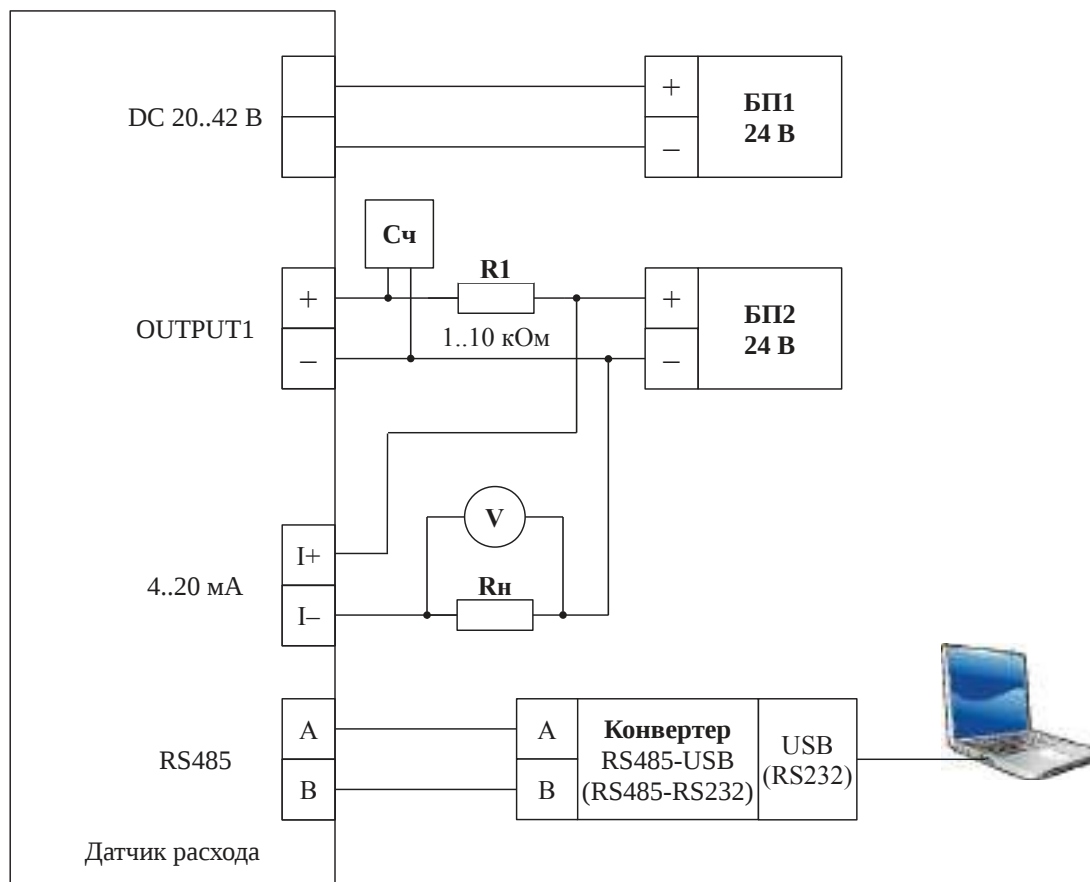 DC 20..42 В
+
–
БП1
24 В
Сч
R1
OUTPUT1
+
–
1..10 кОм
+
–
БП2
24 В
V
4..20 мА
I+
I–
Rн
RS485
A
B
A
B
Конвертер
RS485-USB
(RS485-RS232)
USB
(RS232)
Датчик расхода